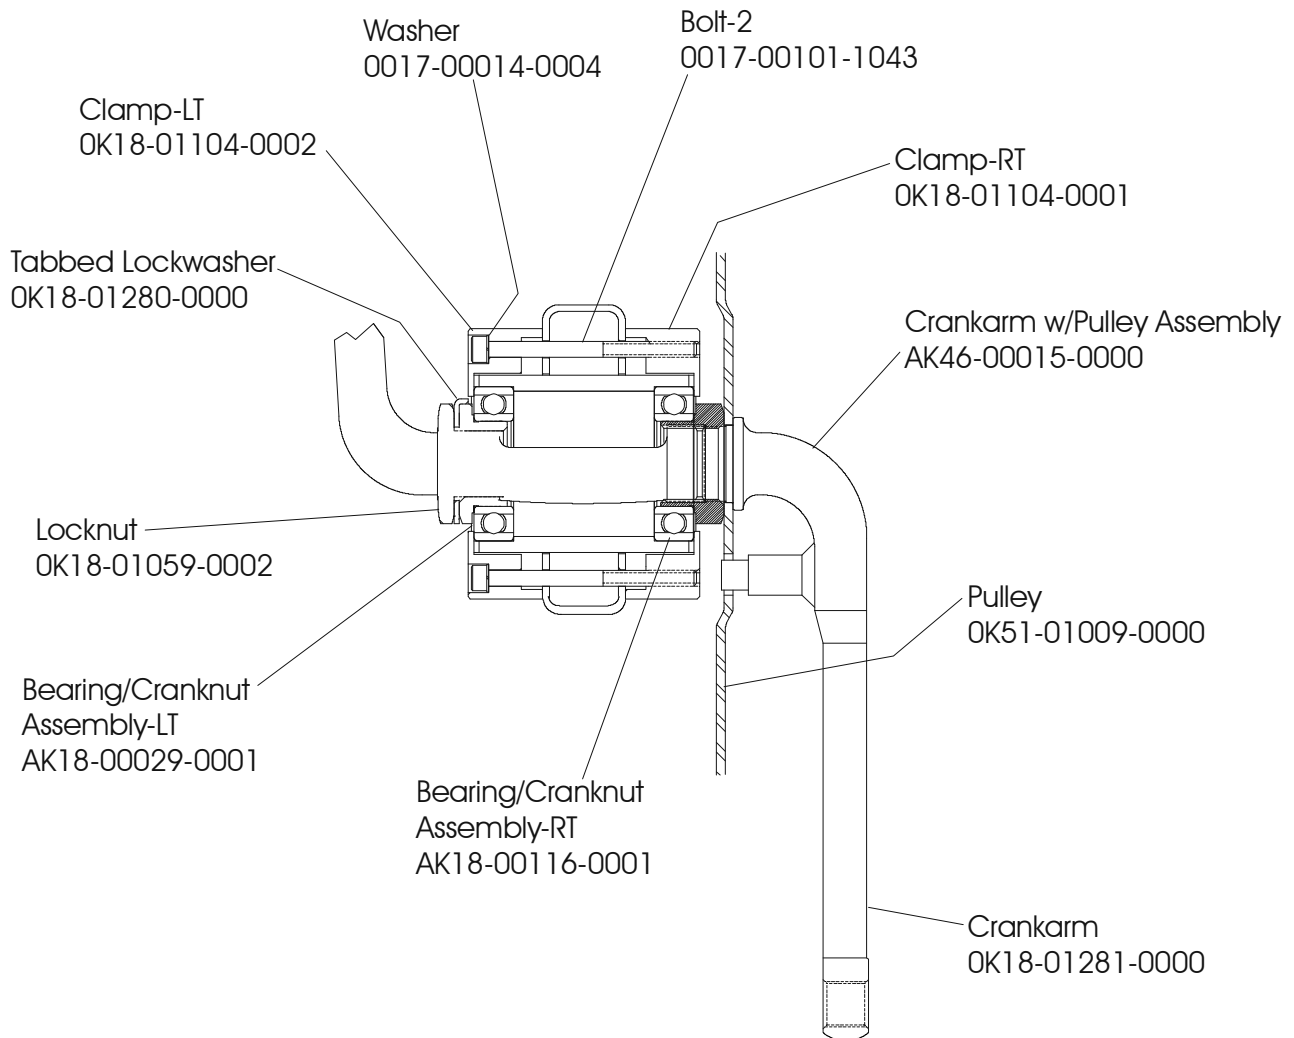 Washer
0017-00014-0004
Bolt-2
0017-00101-1043
Clamp-LT
0K18-01104-0002
Clamp-RT
0K18-01104-0001
Tabbed Lockwasher
0K18-01280-0000
Crankarm w/Pulley Assembly
AK46-00015-0000
Locknut
0K18-01059-0002
Pulley
0K51-01009-0000
Bearing/Cranknut
Assembly-LT
AK18-00029-0001
Bearing/Cranknut
Assembly-RT
AK18-00116-0001
Crankarm
0K18-01281-0000